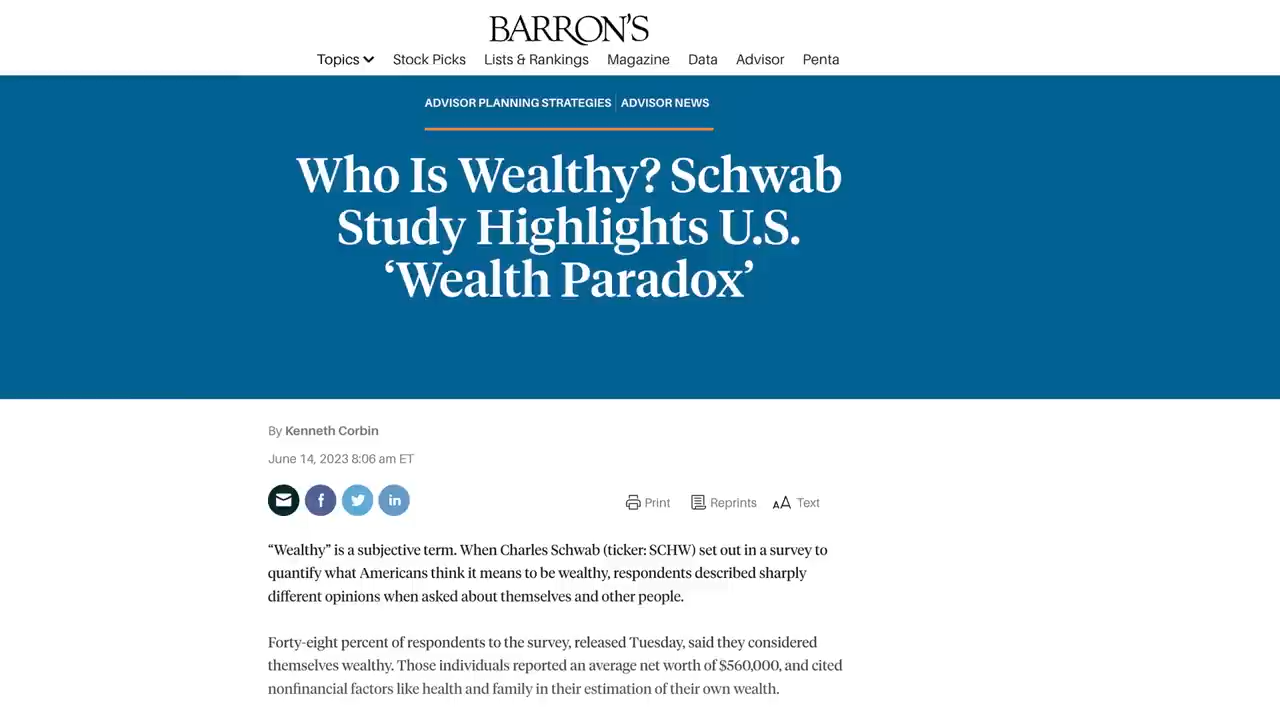 BARRON'S
Topics Stock Picks Lists & Rankings Magazine Data Advisor Penta
ADVISOR PLANNING STRATEGIES ADVISOR NEWS
Who Is Wealthy? Schwab
Study Highlights U.S.
‘Wealth Paradox’
By Kenneth Corbin
June 14, 2023 8:06 am ET
f in
Print Reprints AA Text
“Wealthy” is a subjective term. When Charles Schwab (ticker: SCHW) set out in a survey to
quantify what Americans think it means to be wealthy, respondents described sharply
different opinions when asked about themselves and other people.
Forty-eight percent of respondents to the survey, released Tuesday, said they considered
themselves wealthy. Those individuals reported an average net worth of $560,000, and cited
nonfinancial factors like health and family in their estimation of their own wealth.